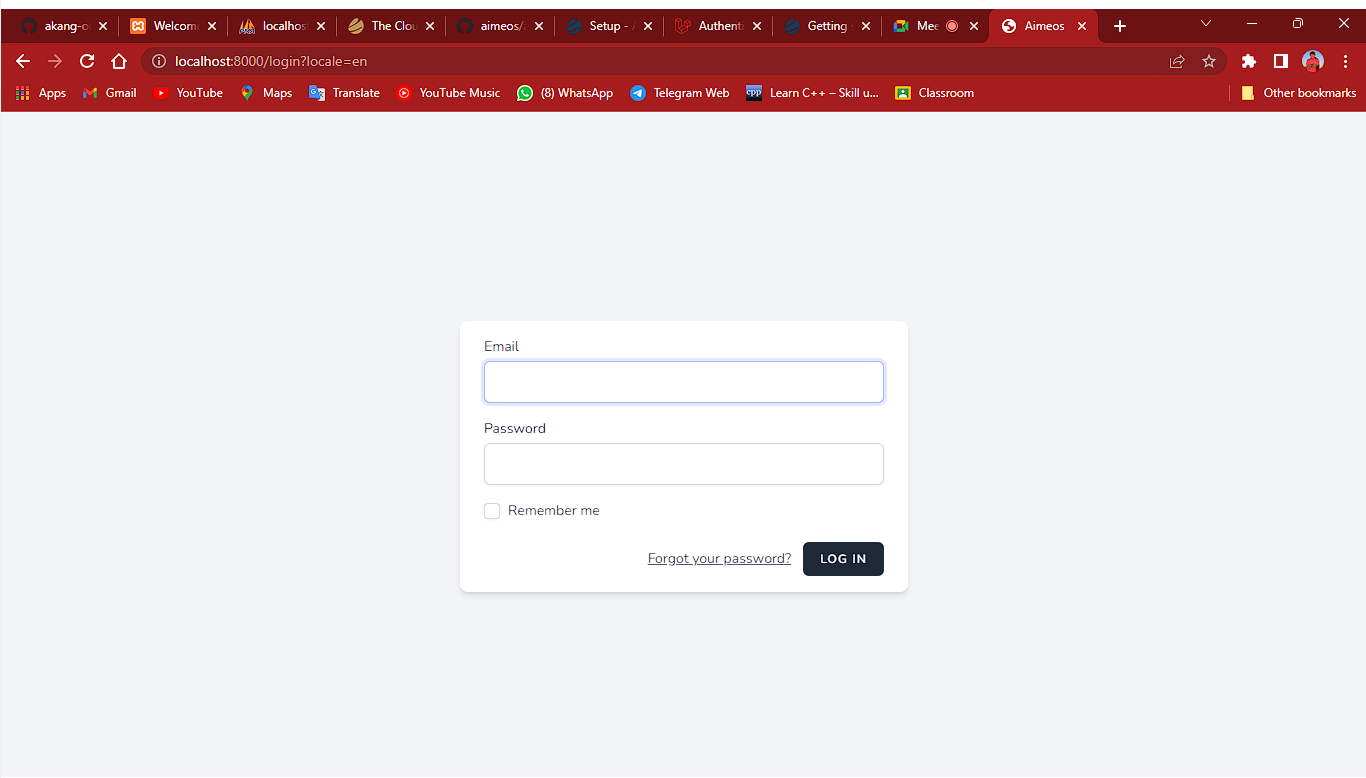 akang-o
Welcome
localhos
The Clou
aimeos/
Setup - A
Authenti
Getting s
Mee
Aimeos
localhost:8000/login?locale=en
Apps
Gmail
YouTube
Maps
Translate
YouTube Music
(8) WhatsApp
Telegram Web
cpp
Learn C++ – Skill u...
Classroom
Other bookmarks
Email
Password
Remember me
Forgot your password?
LOG IN